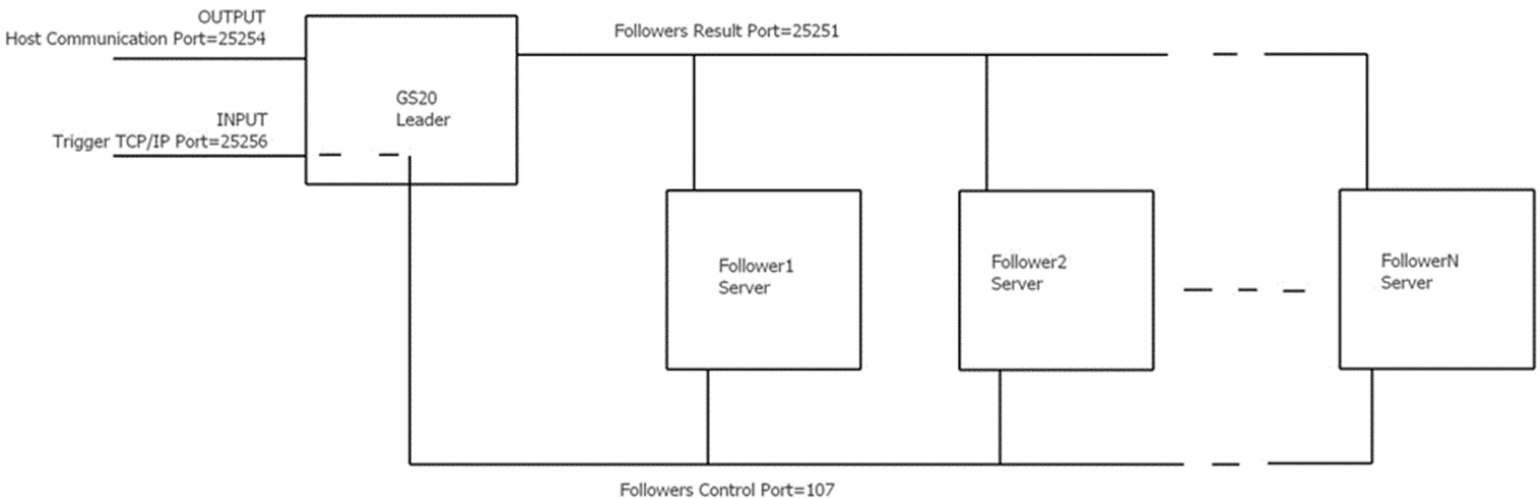 OUTPUT
Host Communication Port=25254
Followers Result Port=25251
GS20
Leader
INPUT
Trigger TCP/IP Port=25256
Follower1
Server
Follower2
Server
FollowerN
Server
Followers Control Port=107